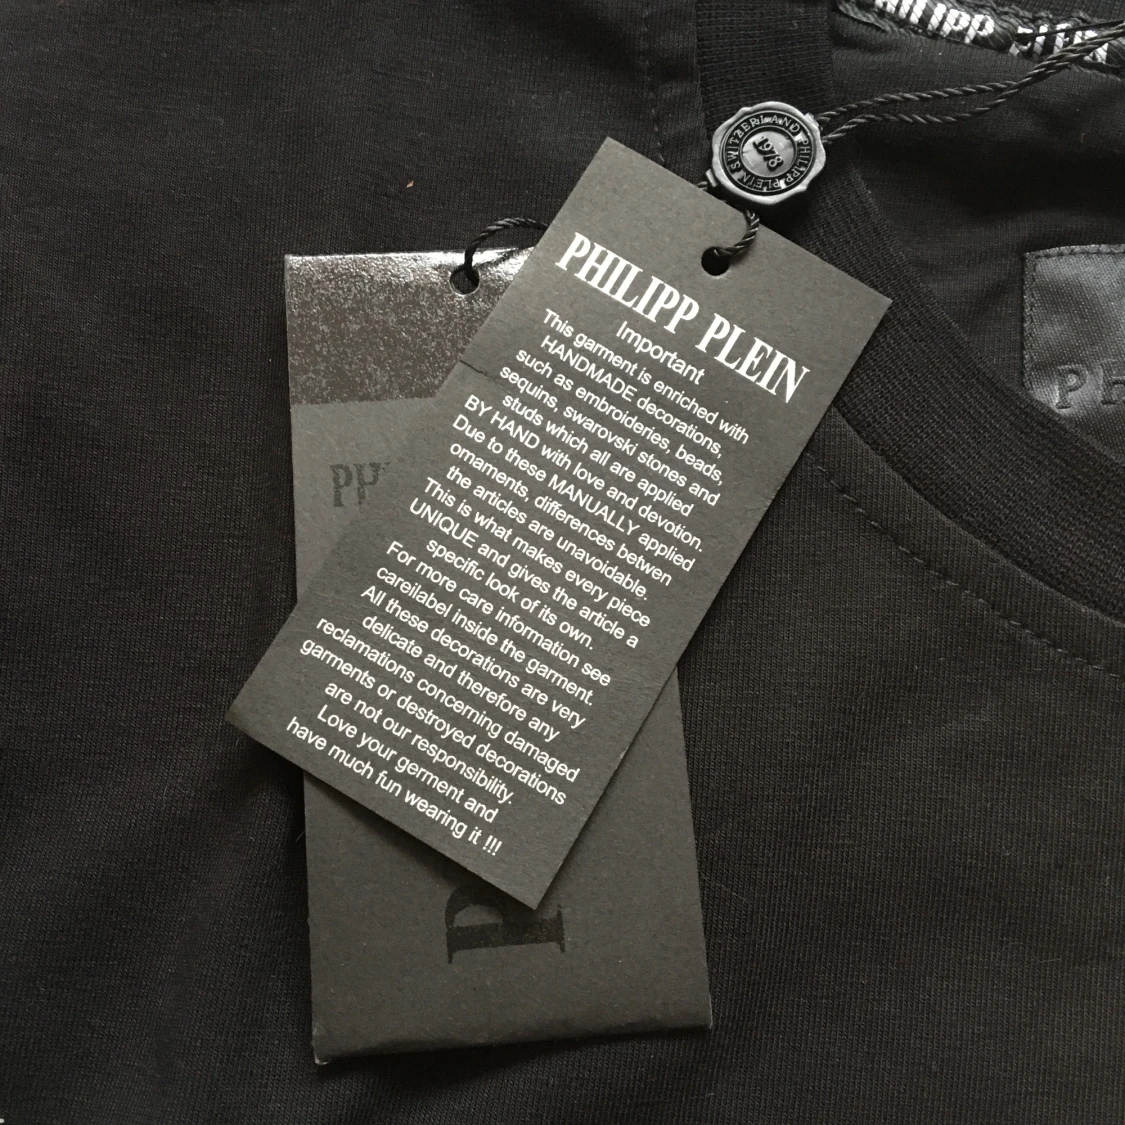 PHILIPP PLEIN
SWITZERLAND PHILIPP PLEIN
1978
PHILIPP PLEIN
Important
This garment is enriched with
HANDMADE decorations,
such as embroideries, beads,
sequins, swarovski stones and
studs which all are applied
BY HAND with love and devotion.
Due to these MANUALLY applied
ornaments, differences betwen
the articles are unavoidable.
This is what makes every piece
UNIQUE and gives the article a
specific look of its own.
For more care information see
careilabel inside the garment.
All these decorations are very
delicate and therefore any
reclamations concerning damaged
garments or destroyed decorations
are not our responsibility.
Love your germent and
have much fun wearing it !!!
Ph
PP
P